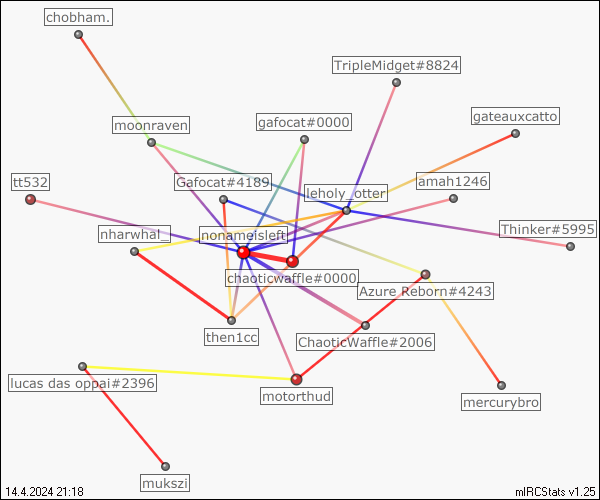 chobham.
TripleMidget#8824
gafocat#0000
gateauxcatto
moonraven
tt532
Gafocat#4189
leholy_otter
amah1246
nharwhal_
nonameisleft
Thinker#5995
chaoticwaffle#0000
Azure Reborn#4243
then1cc
ChaoticWaffle#2006
lucas das oppai#2396
motorthud
mercurybro
mukszi
14.4.2024 21:18
mIRCStats v1.25